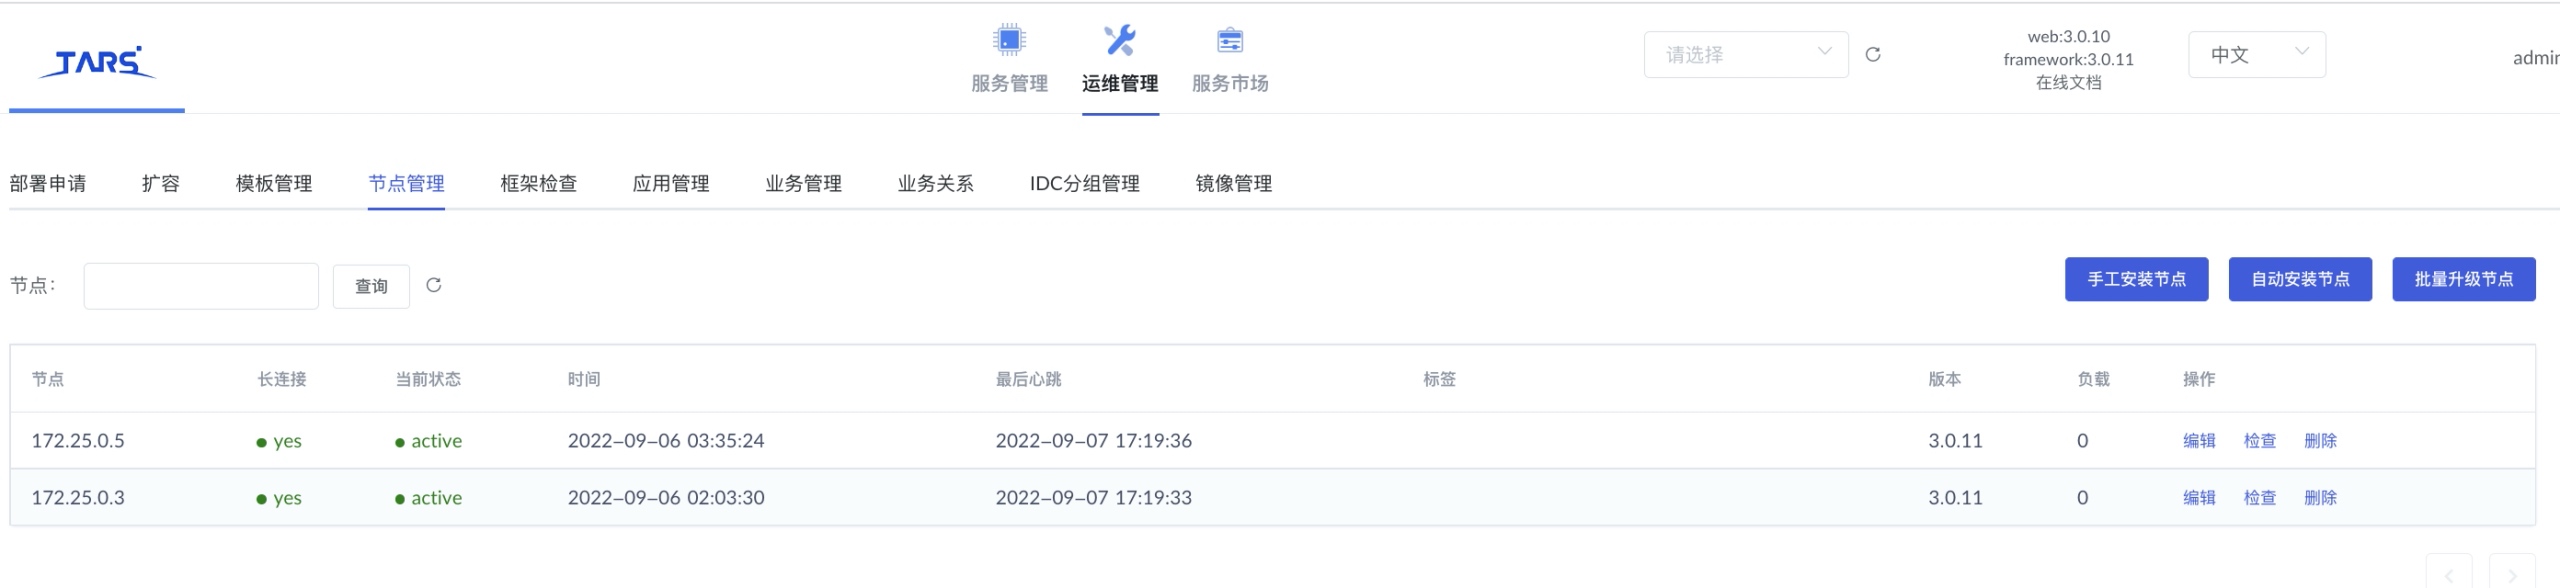 TARS
服务管理
运维管理
服务市场
请选择
web:3.0.10
framework:3.0.11
在线文档
中文
admin
部署申请 扩容 模板管理 节点管理 框架检查 应用管理 业务管理 业务关系 IDC分组管理 镜像管理
节点: 查询 手工安装节点 自动安装节点 批量升级节点
节点 长连接 当前状态 时间 最后心跳 标签 版本 负载 操作
172.25.0.5 yes active 2022-09-06 03:35:24 2022-09-07 17:19:36 3.0.11 0 编辑 检查 删除
172.25.0.3 yes active 2022-09-06 02:03:30 2022-09-07 17:19:33 3.0.11 0 编辑 检查 删除